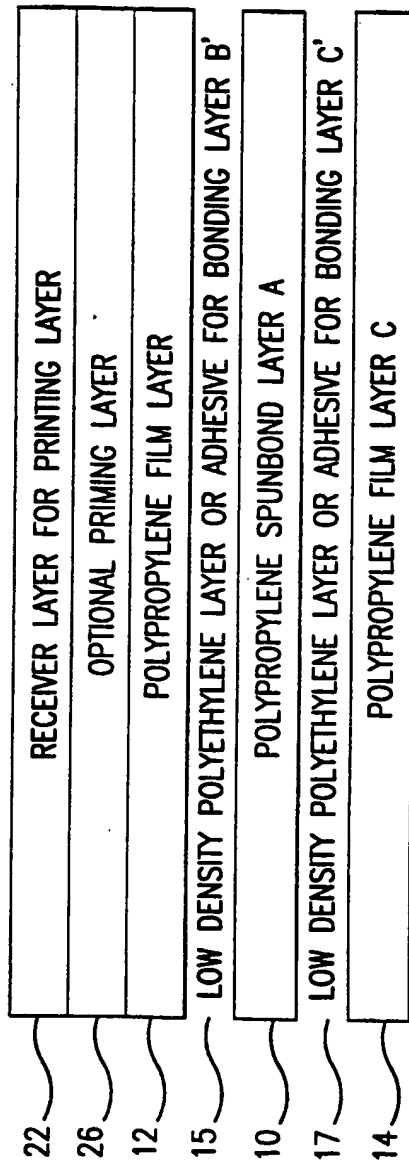 22 RECEIVER LAYER FOR PRINTING LAYER
26 OPTIONAL PRIMING LAYER
12 POLYPROPYLENE FILM LAYER
15 LOW DENSITY POLYETHYLENE LAYER OR ADHESIVE FOR BONDING LAYER B'
10 POLYPROPYLENE SPUNBOND LAYER A
17 LOW DENSITY POLYETHYLENE LAYER OR ADHESIVE FOR BONDING LAYER C'
14 POLYPROPYLENE FILM LAYER C